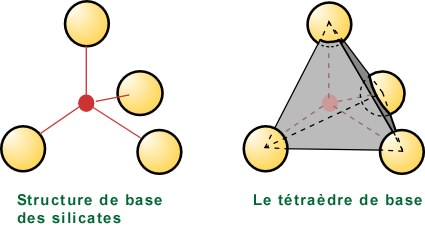 Structure de base
des silicates
Le tétraèdre de base